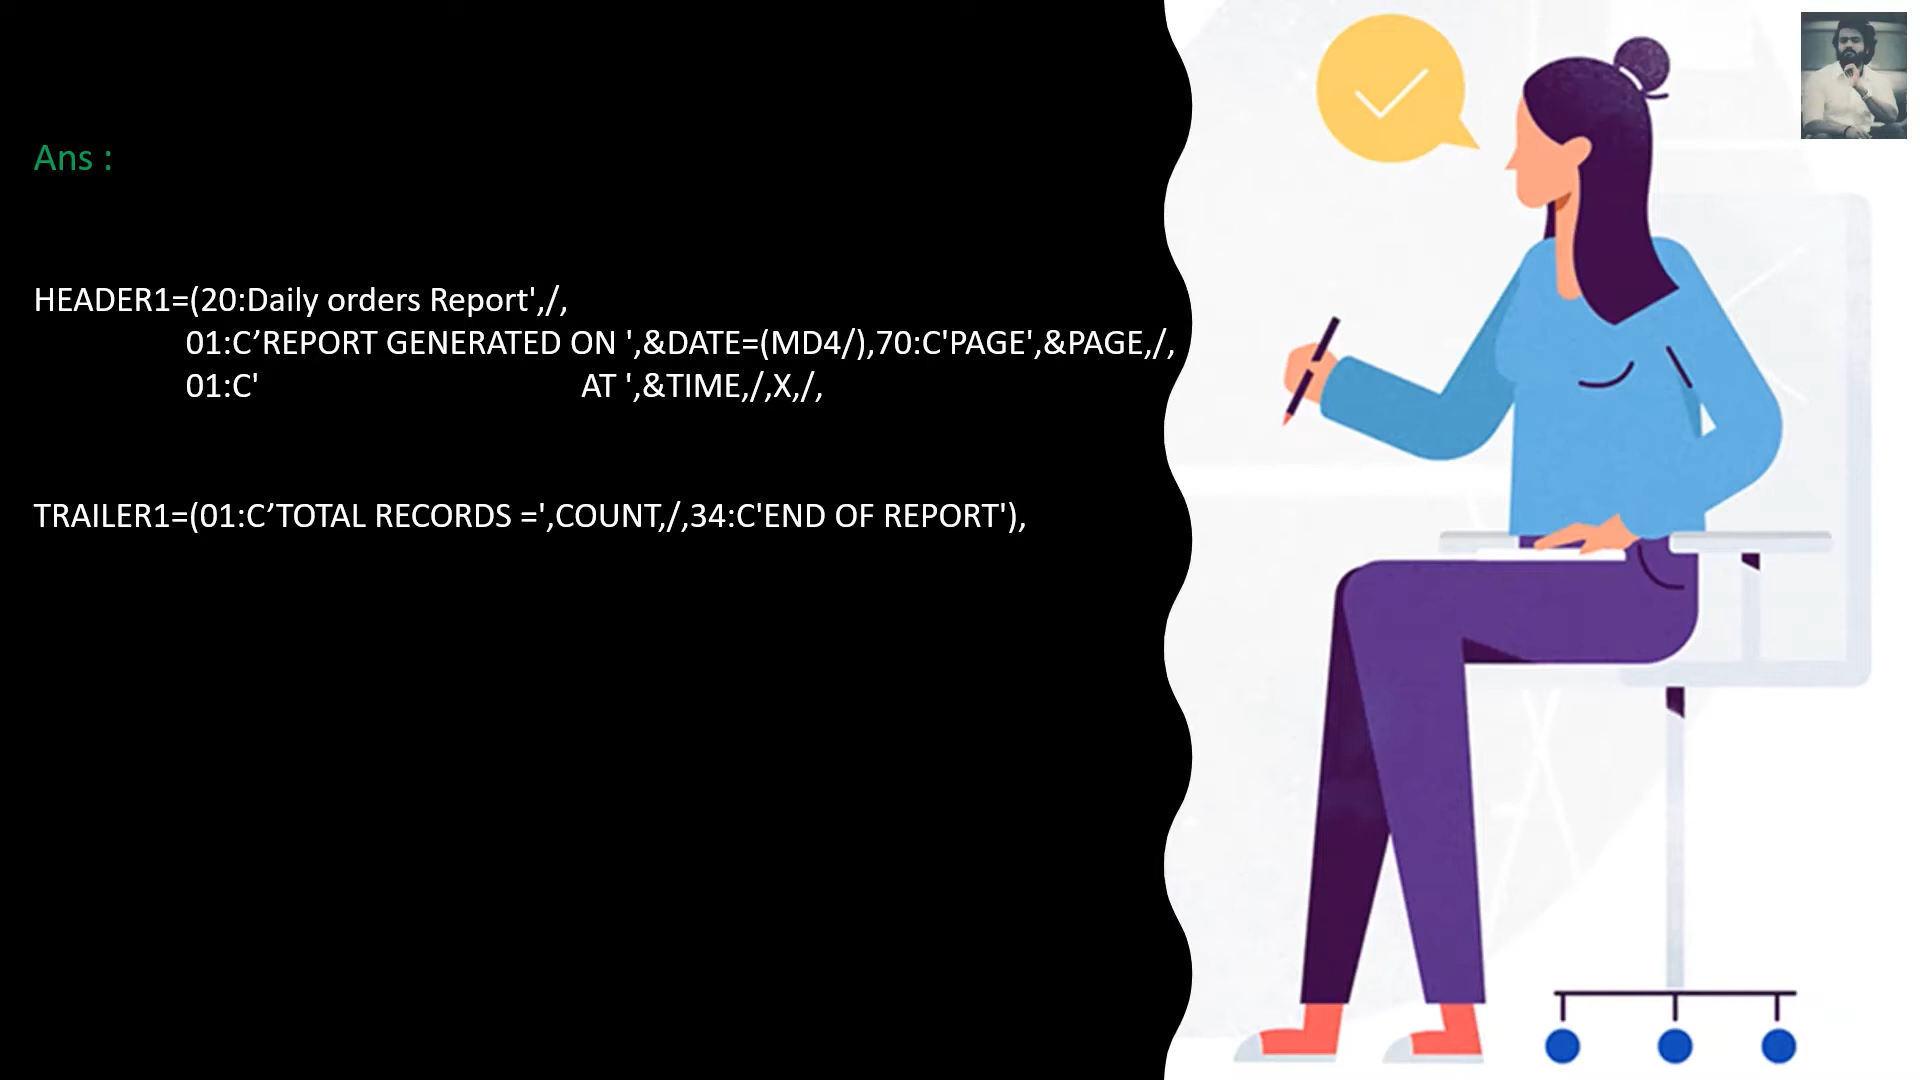 Ans :
HEADER1=(20:Daily orders Report',/,
01:C’REPORT GENERATED ON ',&DATE=(MD4/),70:C'PAGE',&PAGE,/,
01:C' AT ',&TIME,/,X,/,
TRAILER1=(01:C’TOTAL RECORDS =',COUNT,/,34:C'END OF REPORT'),